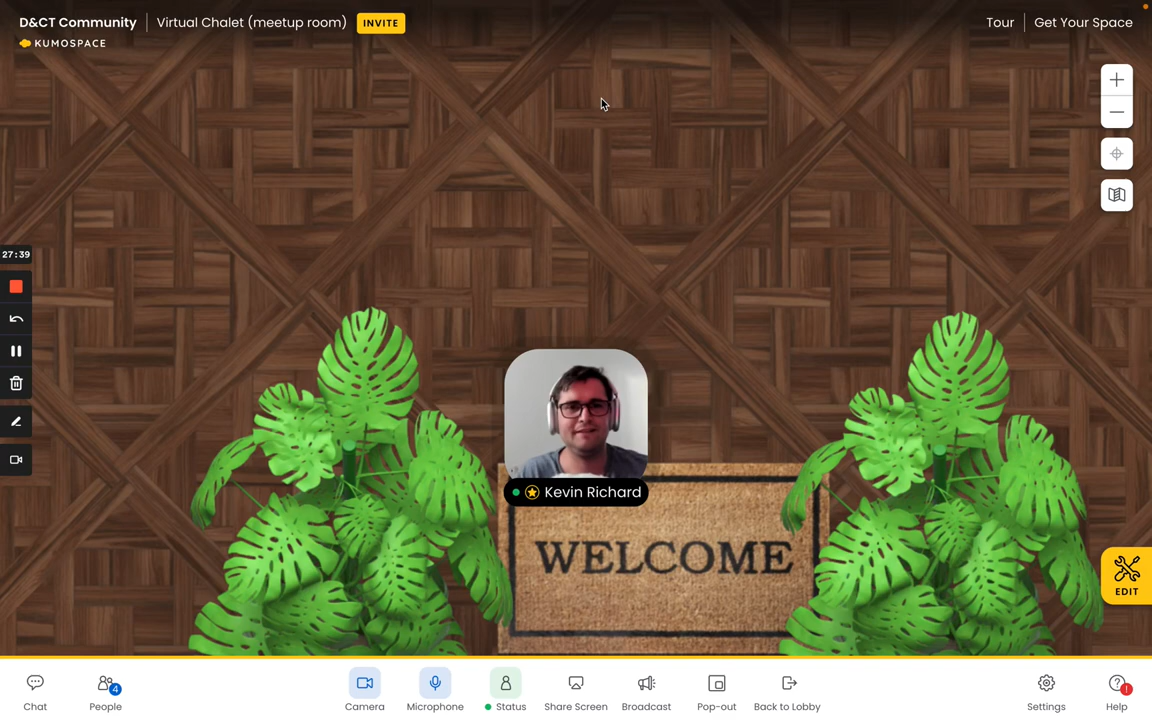 D&CT Community
Virtual Chalet (meetup room)
INVITE
Tour
Get Your Space
KUMOSPACE
27:39
Kevin Richard
WELCOME
EDIT
4
!
Chat
People
Camera
Microphone
Status
Share Screen
Broadcast
Pop-out
Back to Lobby
Settings
Help